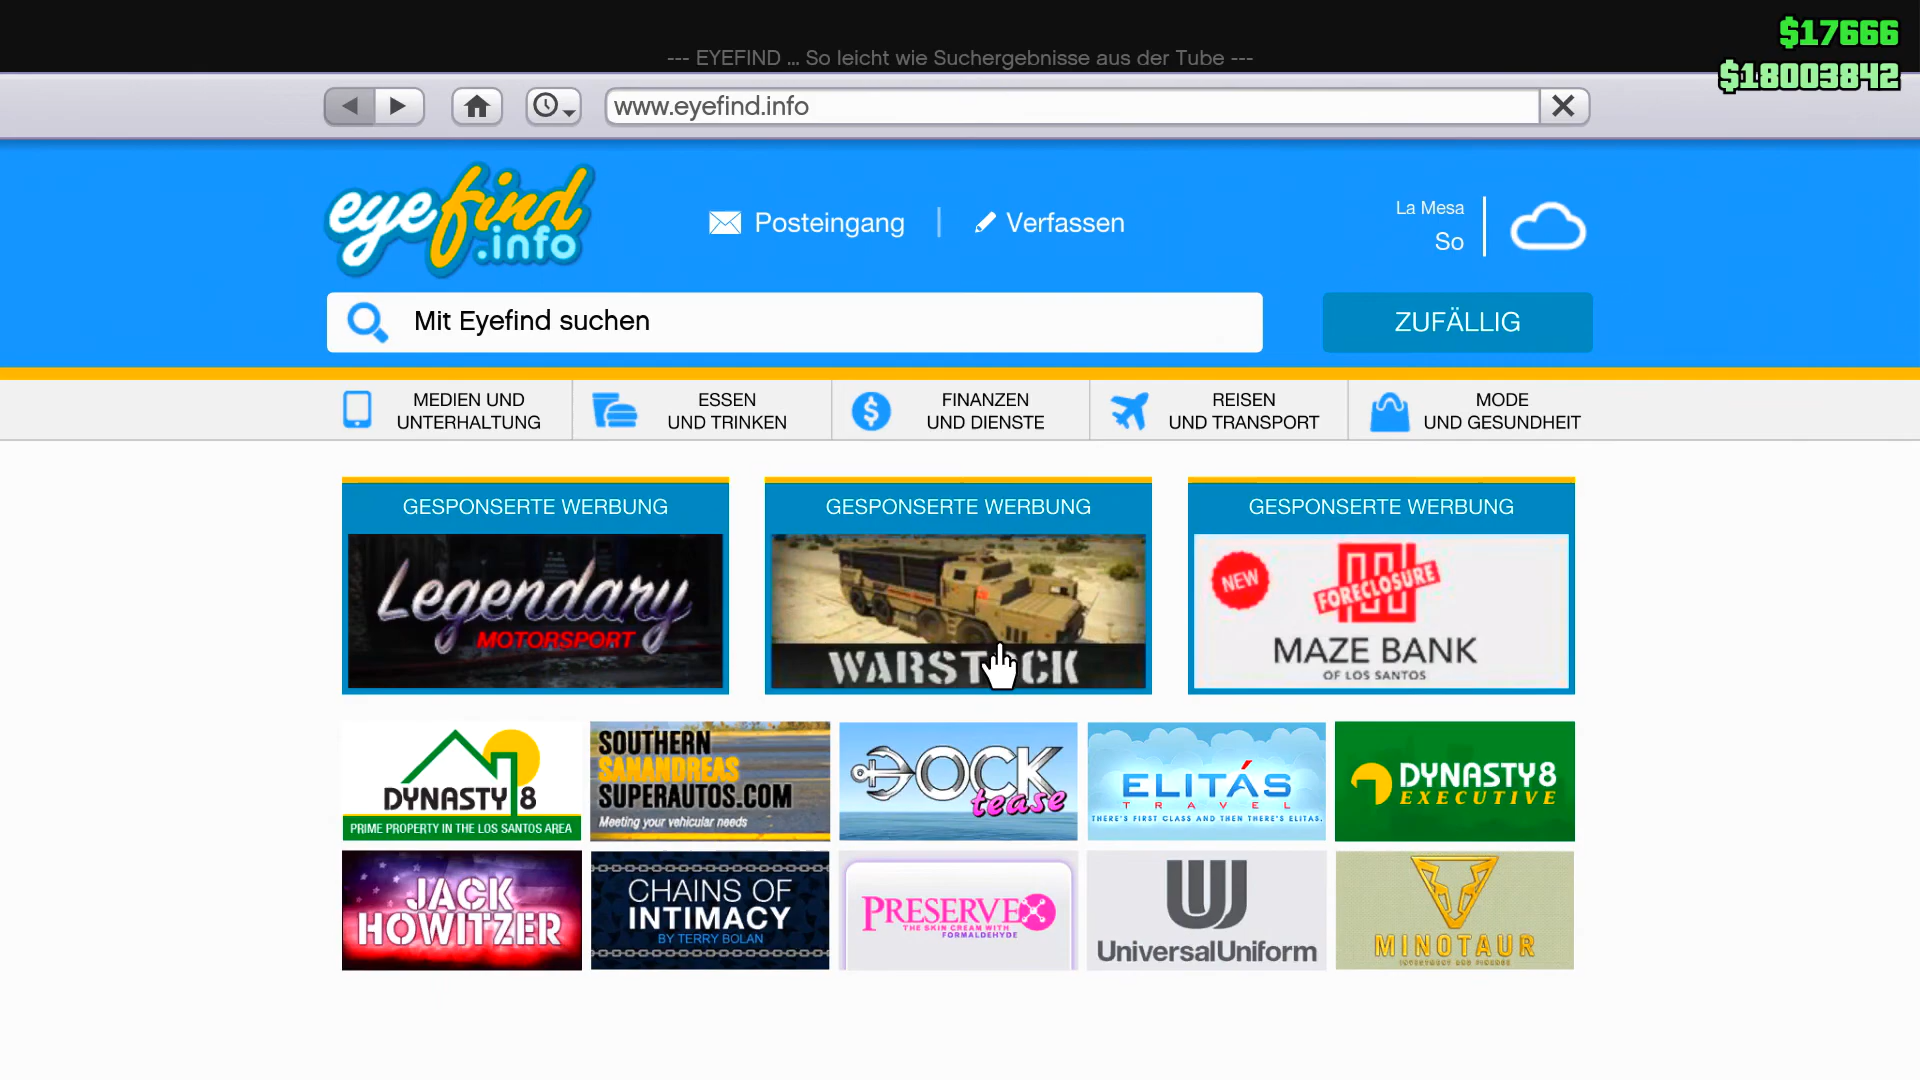 $17666
--- EYEFIND ... So leicht wie Suchergebnisse aus der Tube ---
$18003842
www.eyefind.info
eyefind
.info
Posteingang
Verfassen
La Mesa
So
Mit Eyefind suchen
ZUFÄLLIG
MEDIEN UND
UNTERHALTUNG
ESSEN
UND TRINKEN
FINANZEN
UND DIENSTE
REISEN
UND TRANSPORT
MODE
UND GESUNDHEIT
GESPONSERTE WERBUNG
Legendary
MOTORSPORT
GESPONSERTE WERBUNG
WARSTOCK
GESPONSERTE WERBUNG
NEW
FORECLOSURE
MAZE BANK
OF LOS SANTOS
DYNASTY 8
PRIME PROPERTY IN THE LOS SANTOS AREA
SOUTHERN
SANANDREAS
SUPERAUTOS.COM
Meeting your vehicular needs
DOCK
tease
ELITÁS
TRAVEL
THERE'S FIRST CLASS AND THEN THERE'S ELITAS.
DYNASTY8
EXECUTIVE
JACK
HOWITZER
CHAINS OF
INTIMACY
BY TERRY BOLAN
PRESERVEX
THE SKIN CREAM WITH
FORMALDEHYDE
UniversalUniform
MINOTAUR
INVESTMENT AND FINANCE